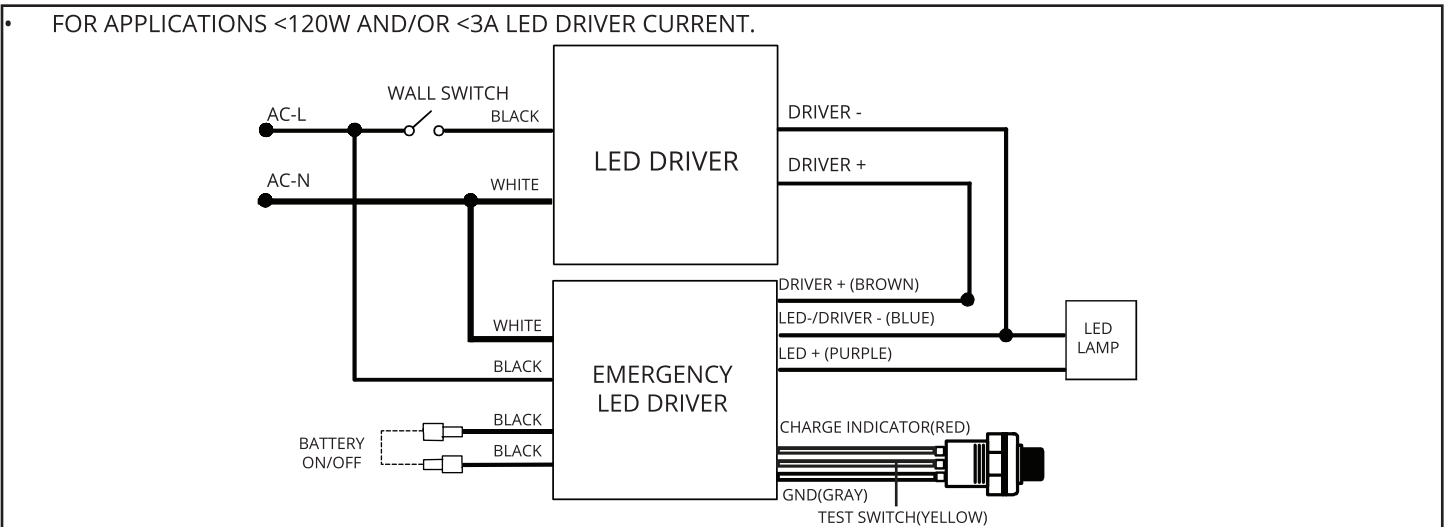 • FOR APPLICATIONS <120W AND/OR <3A LED DRIVER CURRENT.
WALL SWITCH
AC-L
BLACK
AC-N
WHITE
LED DRIVER
DRIVER -
DRIVER +
WHITE
BLACK
BLACK
BLACK
BATTERY
ON/OFF
EMERGENCY
LED DRIVER
DRIVER + (BROWN)
LED-/DRIVER - (BLUE)
LED + (PURPLE)
LED
LAMP
CHARGE INDICATOR(RED)
GND(GRAY)
TEST SWITCH(YELLOW)